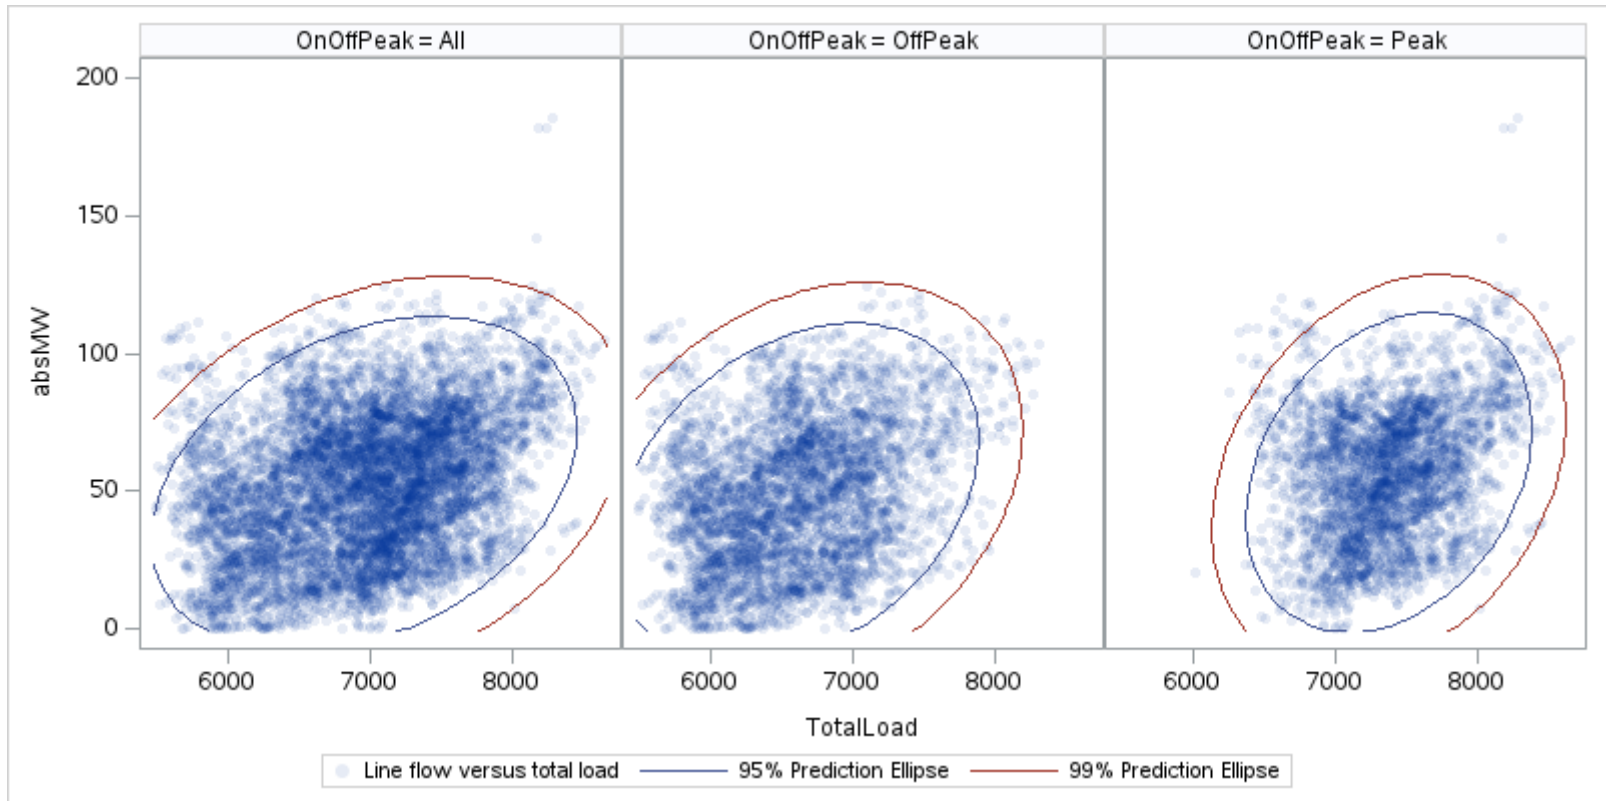 OnOffPeak = All
OnOffPeak = OffPeak
OnOffPeak = Peak
200
150
100
50
0
absMW
6000 7000 8000
6000 7000 8000
6000 7000 8000
TotalLoad
Line flow versus total load
95% Prediction Ellipse
99% Prediction Ellipse